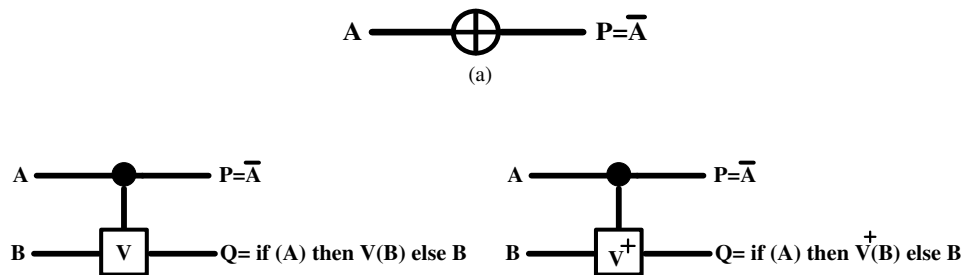 A P=A̅
(a)
A P=A̅ A P=A̅
V V⁺
B Q= if (A) then V(B) else B B Q= if (A) then V⁺(B) else B